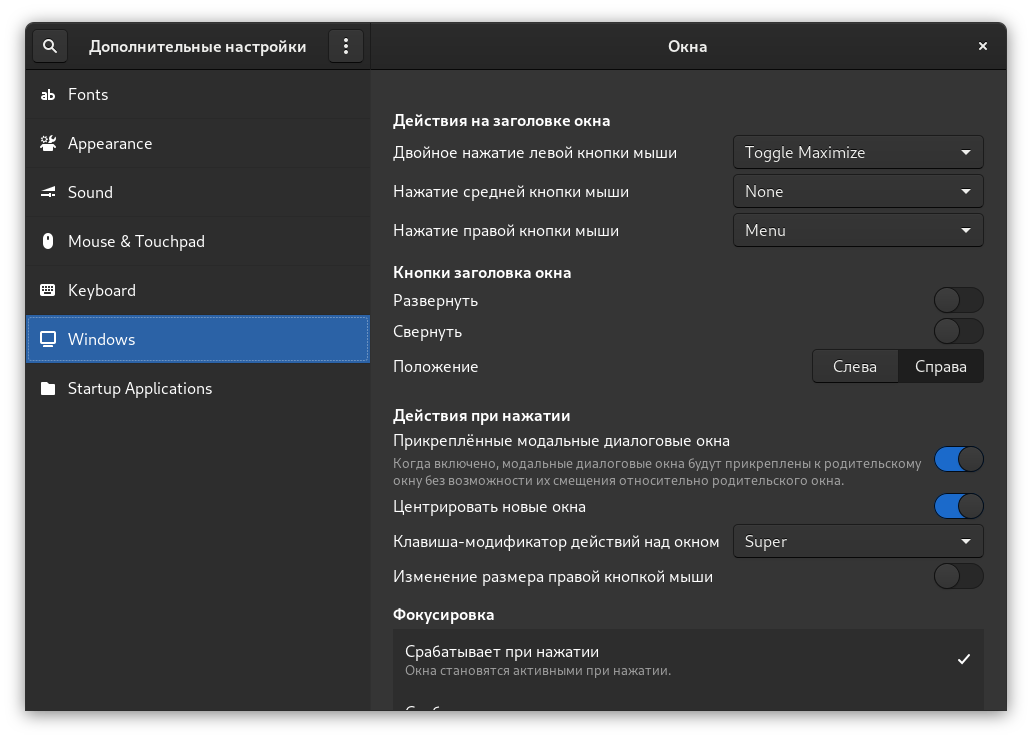 Дополнительные настройки
Окна
ab Fonts
Appearance
Sound
Mouse & Touchpad
Keyboard
Windows
Startup Applications
Действия на заголовке окна
Двойное нажатие левой кнопки мыши Toggle Maximize
Нажатие средней кнопки мыши None
Нажатие правой кнопки мыши Menu
Кнопки заголовка окна
Развернуть
Свернуть
Положение Слева Справа
Действия при нажатии
Прикреплённые модальные диалоговые окна
Когда включено, модальные диалоговые окна будут прикреплены к родительскому
окну без возможности их смещения относительно родительского окна.
Центрировать новые окна
Клавиша-модификатор действий над окном Super
Изменение размера правой кнопкой мыши
Фокусировка
Срабатывает при нажатии
Окна становятся активными при нажатии.